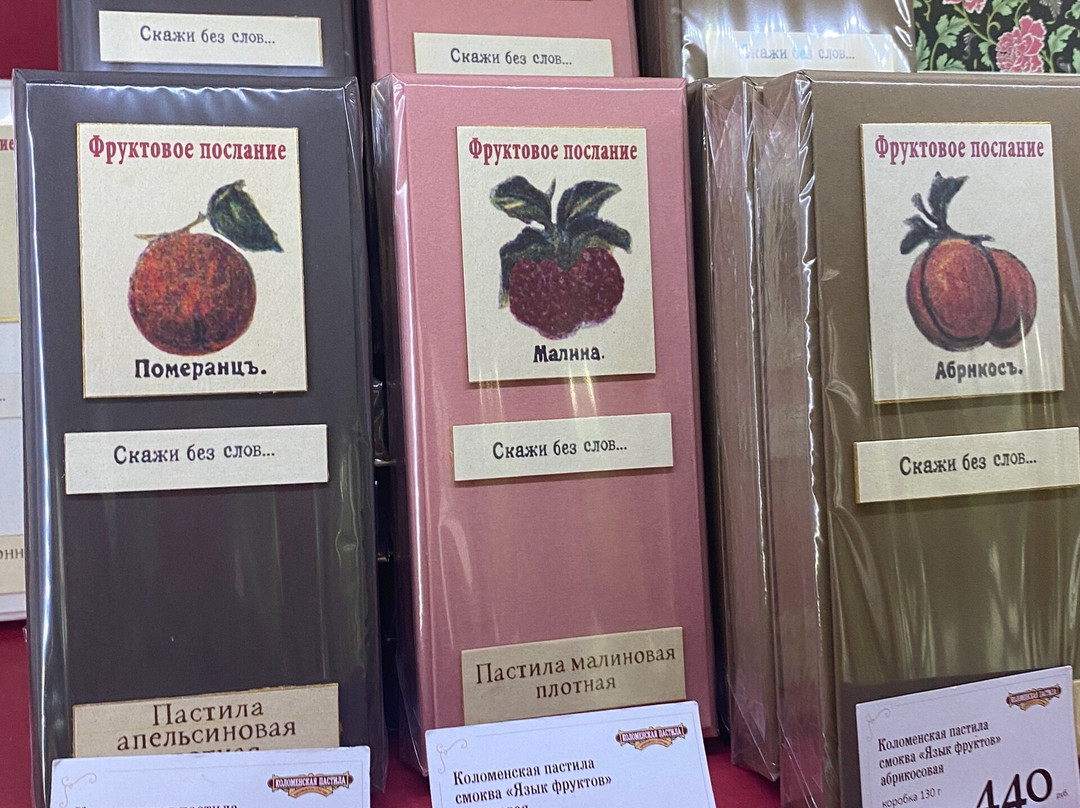 Скажи без слов...
Скажи без слов...
Скажи без слов...
Фруктовое послание
Померанцъ.
Скажи без слов...
Пастила
апельсиновая
Фруктовое послание
Малина.
Скажи без слов...
Пастила малиновая
плотная
Фруктовое послание
Абрикосъ.
Скажи без слов...
КОЛОМЕНСКАЯ ПАСТИЛА
КОЛОМЕНСКАЯ ПАСТИЛА
Коломенская пастила
смоква «Язык фруктов»
КОЛОМЕНСКАЯ ПАСТИЛА
Коломенская пастила
смоква «Язык фруктов»
абрикосовая
коробка 130 г
440 РУБ.